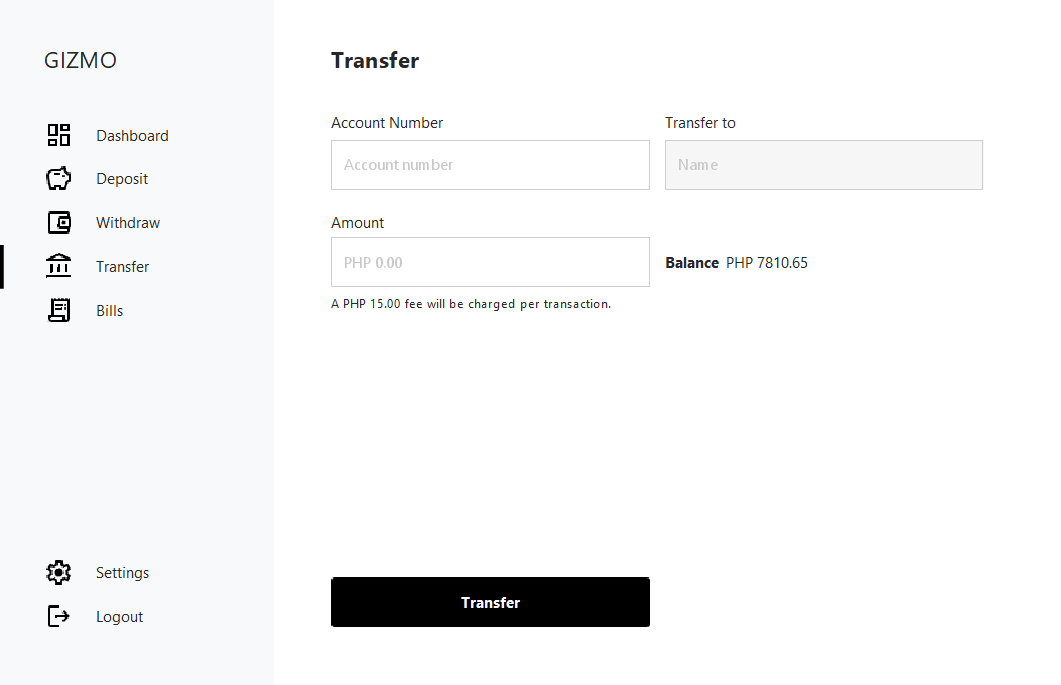 GIZMO
Dashboard
Deposit
Withdraw
Transfer
Bills
Settings
Logout
Transfer
Account Number
Transfer to
Account number
Name
Amount
PHP 0.00
Balance PHP 7810.65
A PHP 15.00 fee will be charged per transaction.
Transfer